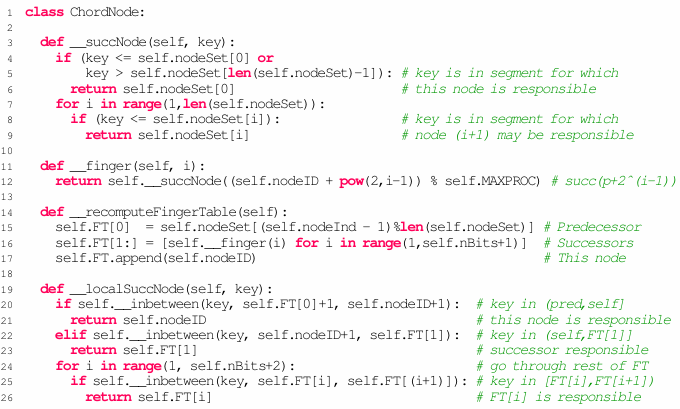 1 class ChordNode:
2
3   def __succNode(self, key):
4     if (key <= self.nodeSet[0] or
5         key > self.nodeSet[len(self.nodeSet)-1]): # key is in segment for which
6       return self.nodeSet[0]                      # this node is responsible
7     for i in range(1,len(self.nodeSet)):
8       if (key <= self.nodeSet[i]):                # key is in segment for which
9         return self.nodeSet[i]                    # node (i+1) may be responsible
10
11   def __finger(self, i):
12     return self.__succNode((self.nodeID + pow(2,i-1)) % self.MAXPROC) # succ(p+2^(i-1))
13
14   def __recomputeFingerTable(self):
15     self.FT[0]  = self.nodeSet[(self.nodeInd - 1)%len(self.nodeSet)] # Predecessor
16     self.FT[1:] = [self.__finger(i) for i in range(1,self.nBits+1)]  # Successors
17     self.FT.append(self.nodeID)                                      # This node
18
19   def __localSuccNode(self, key):
20     if self.__inbetween(key, self.FT[0]+1, self.nodeID+1):  # key in (pred,self]
21       return self.nodeID                                    # this node is responsible
22     elif self.__inbetween(key, self.nodeID+1, self.FT[1]):  # key in (self,FT[1]]
23       return self.FT[1]                                     # successor responsible
24     for i in range(1, self.nBits+2):                        # go through rest of FT
25       if self.__inbetween(key, self.FT[i], self.FT[(i+1)]): # key in [FT[i],FT[i+1])
26         return self.FT[i]                                   # FT[i] is responsible